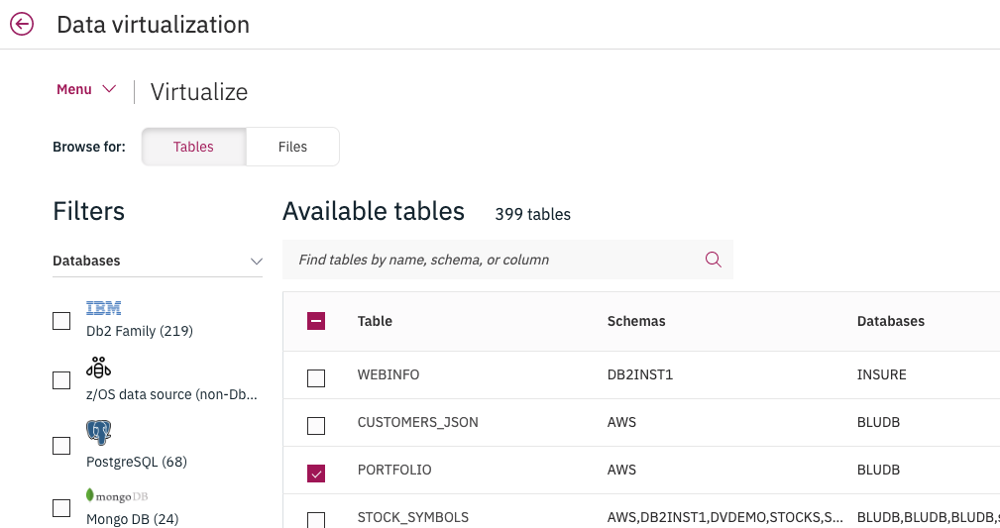 Data virtualization
Menu Virtualize
Browse for: Tables Files
Filters
Databases
IBM
Db2 Family (219)
z/OS data source (non-Db...
PostgreSQL (68)
mongoDB
Mongo DB (24)
Available tables 399 tables
Find tables by name, schema, or column
Table Schemas Databases
WEBINFO DB2INST1 INSURE
CUSTOMERS_JSON AWS BLUDB
PORTFOLIO AWS BLUDB
STOCK_SYMBOLS AWS,DB2INST1,DVDEMO,STOCKS,S... BLUDB,BLUDB,BLUDB,